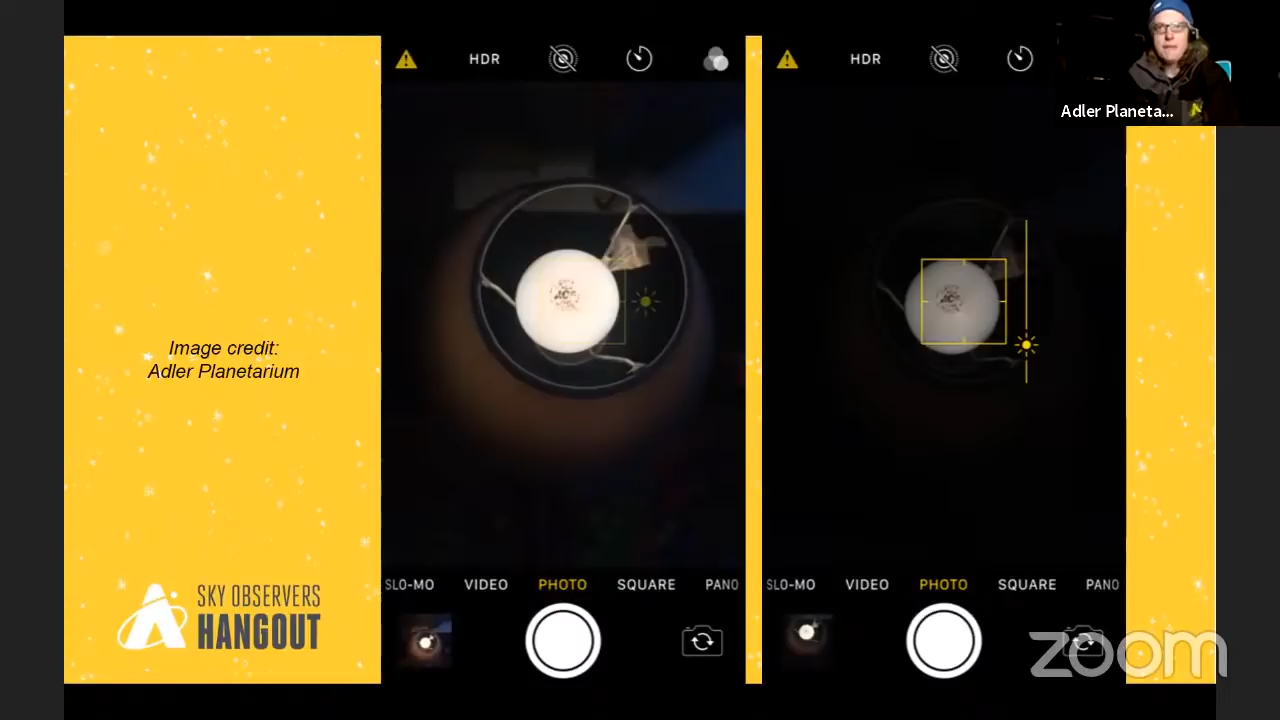 HDR
HDR
Adler Planeta...
Image credit:
Adler Planetarium
SLO-MO VIDEO PHOTO SQUARE PANO
SLO-MO VIDEO PHOTO SQUARE PANO
SKY OBSERVERS
HANGOUT
zoom